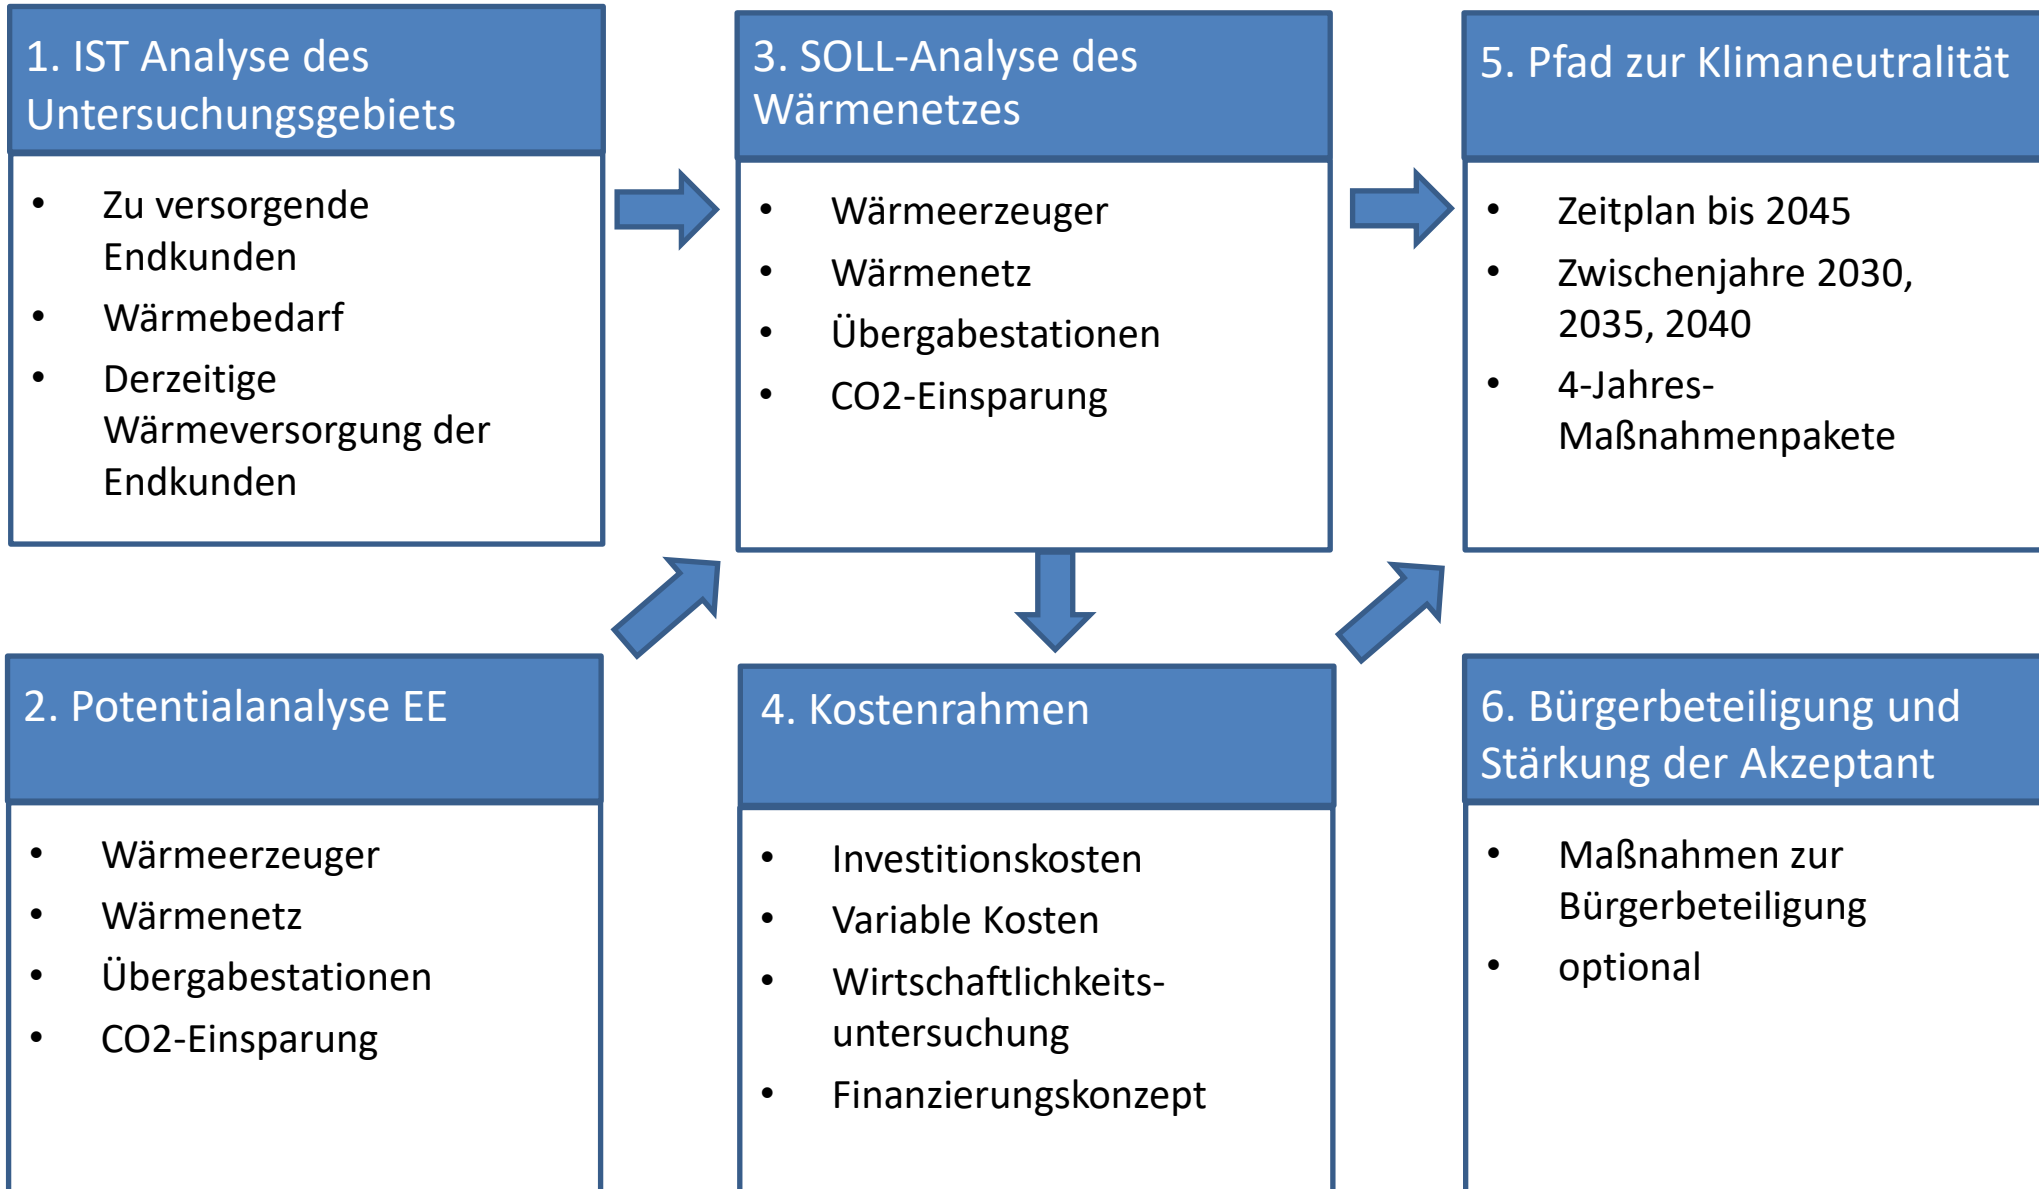 1. IST Analyse des
Untersuchungsgebiets
• Zu versorgende
Endkunden
• Wärmebedarf
• Derzeitige
Wärmeversorgung der
Endkunden
2. Potentialanalyse EE
• Wärmeerzeuger
• Wärmenetz
• Übergabestationen
• CO2-Einsparung
3. SOLL-Analyse des
Wärmenetzes
• Wärmeerzeuger
• Wärmenetz
• Übergabestationen
• CO2-Einsparung
4. Kostenrahmen
• Investitionskosten
• Variable Kosten
• Wirtschaftlichkeits-
untersuchung
• Finanzierungskonzept
5. Pfad zur Klimaneutralität
• Zeitplan bis 2045
• Zwischenjahre 2030,
2035, 2040
• 4-Jahres-
Maßnahmenpakete
6. Bürgerbeteiligung und
Stärkung der Akzeptant
• Maßnahmen zur
Bürgerbeteiligung
• optional